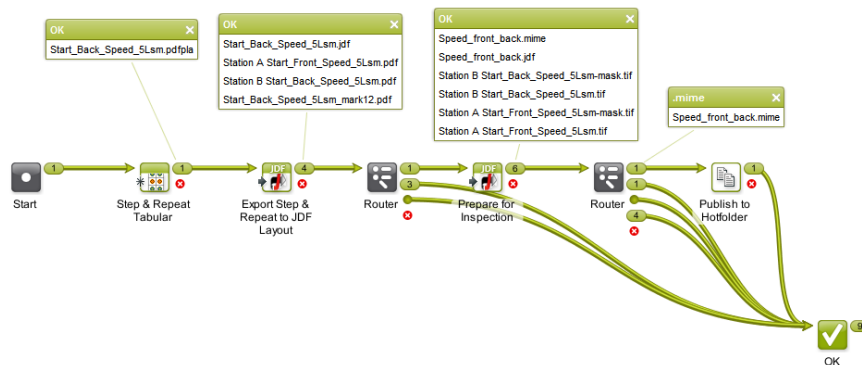 OK
Start_Back_Speed_5Lsm.pdfpla
OK
Start_Back_Speed_5Lsm.jdf
Station A Start_Front_Speed_5Lsm.pdf
Station B Start_Back_Speed_5Lsm.pdf
Start_Back_Speed_5Lsm_mark12.pdf
OK
Speed_front_back.mime
Speed_front_back.jdf
Station B Start_Back_Speed_5Lsm-mask.tif
Station B Start_Back_Speed_5Lsm.tif
Station A Start_Front_Speed_5Lsm-mask.tif
Station A Start_Front_Speed_5Lsm.tif
.mime
Speed_front_back.mime
1
Start
1
Step & Repeat
Tabular
JDF
4
Export Step &
Repeat to JDF
Layout
1
3
Router
JDF
6
Prepare for
Inspection
1
1
4
Router
1
Publish to
Hotfolder
9
OK